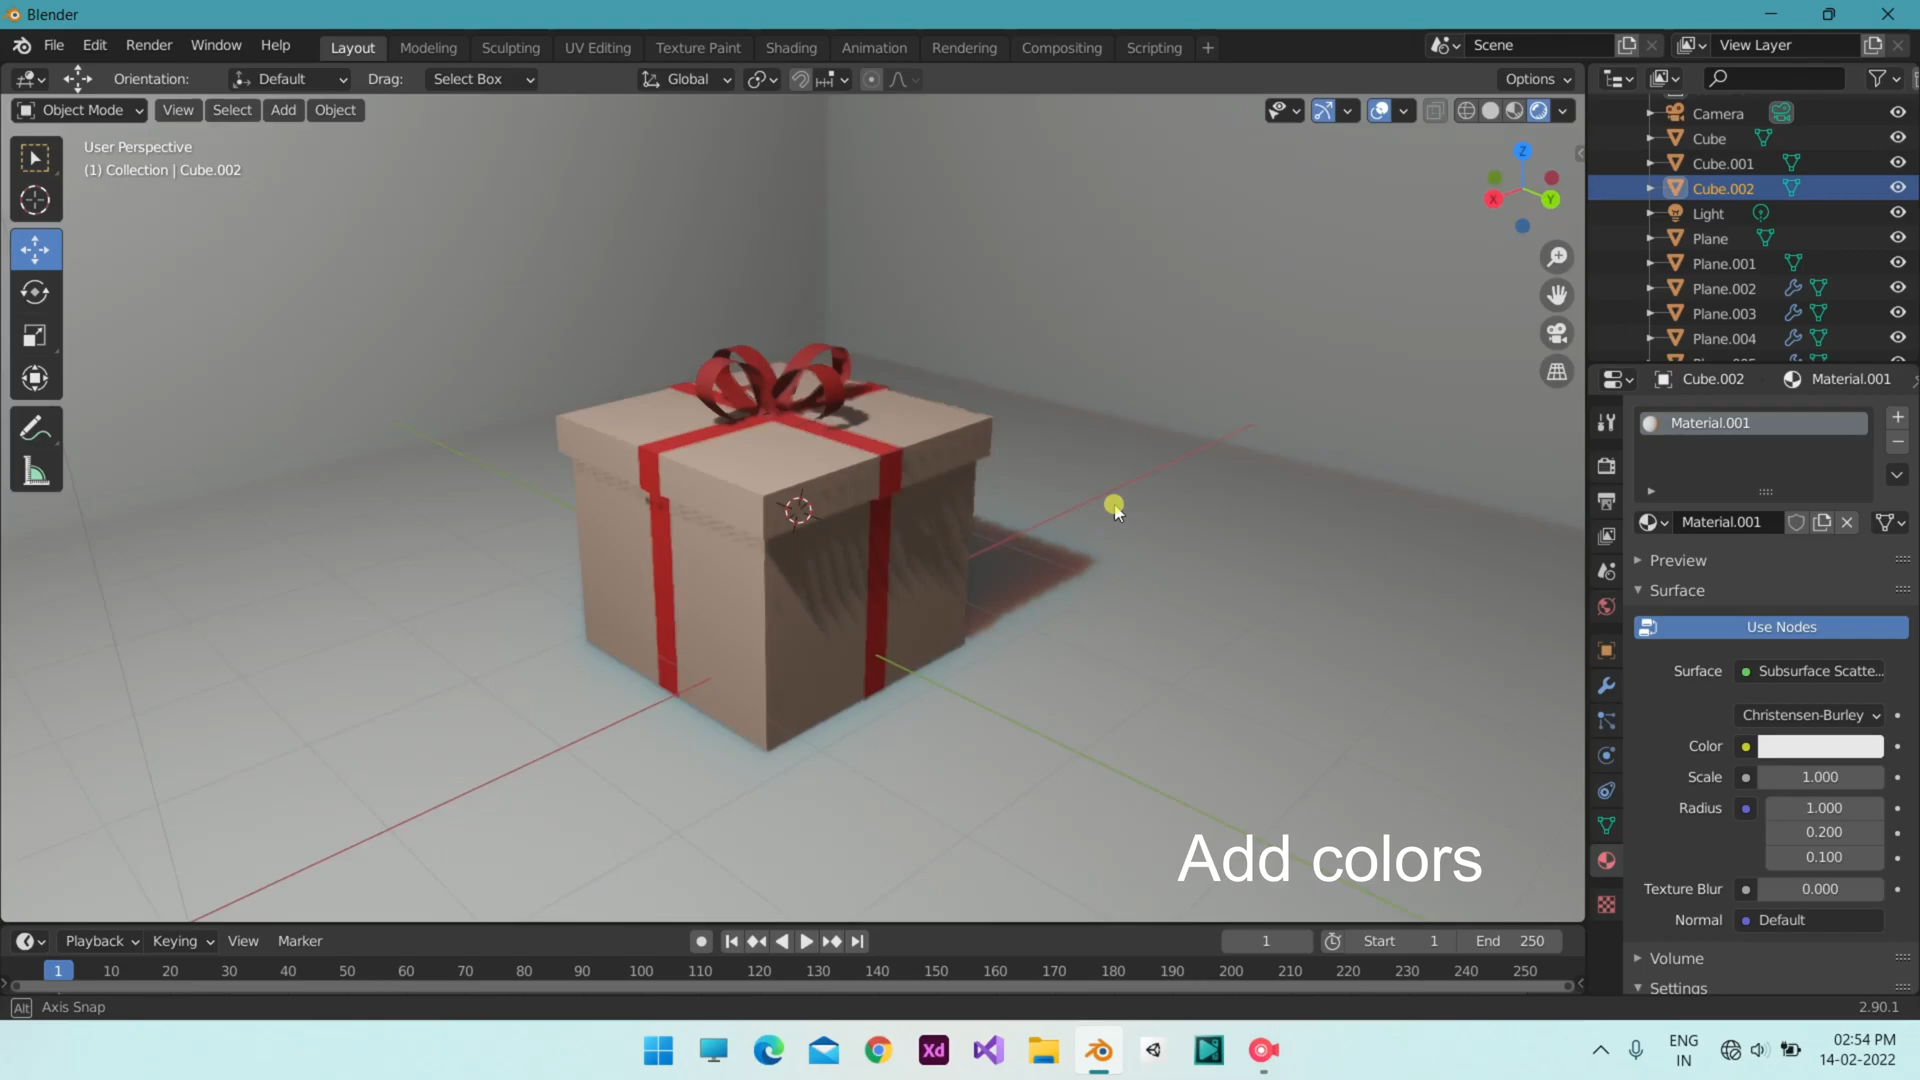 Blender
File Edit Render Window Help Layout Modeling Sculpting UV Editing Texture Paint Shading Animation Rendering Compositing Scripting + Scene View Layer
Orientation: Default Drag: Select Box Global Options
Object Mode View Select Add Object
User Perspective
(1) Collection | Cube.002
Z
X
Y
Camera
Cube
Cube.001
Cube.002
Light
Plane
Plane.001
Plane.002
Plane.003
Plane.004
Cube.002 Material.001
Material.001
Material.001
Preview
Surface
Use Nodes
Surface Subsurface Scatte...
Christensen-Burley
Color
Scale 1.000
Radius 1.000
0.200
0.100
Texture Blur 0.000
Normal Default
Volume
Settings
Add colors
Playback Keying View Marker 1 Start 1 End 250
1 10 20 30 40 50 60 70 80 90 100 110 120 130 140 150 160 170 180 190 200 210 220 230 240 250
Alt Axis Snap 2.90.1
Xd
ENG
IN
02:54 PM
14-02-2022